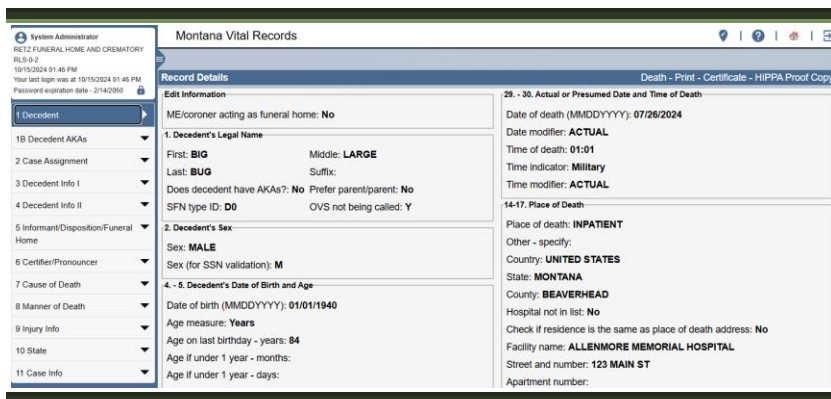 System Administrator
RETZ FUNERAL HOME AND CREMATORY
RLS-0-2
10/15/2024 01:46 PM
Your last login was at 10/15/2024 01:46 PM
Password expiration date - 2/14/2050
1 Decedent
1B Decedent AKAs
2 Case Assignment
3 Decedent Info I
4 Decedent Info II
5 Informant/Disposition/Funeral
Home
6 Certifier/Pronouncer
7 Cause of Death
8 Manner of Death
9 Injury Info
10 State
11 Case Info
Montana Vital Records
Record Details
Death - Print - Certificate - HIPPA Proof Copy
Edit Information
ME/coroner acting as funeral home: No
1. Decedent's Legal Name
First: BIG Middle: LARGE
Last: BUG Suffix:
Does decedent have AKAs?: No Prefer parent/parent: No
SFN type ID: D0 OVS not being called: Y
2. Decedent's Sex
Sex: MALE
Sex (for SSN validation): M
4. - 5. Decedent's Date of Birth and Age
Date of birth (MMDDYYYY): 01/01/1940
Age measure: Years
Age on last birthday - years: 84
Age if under 1 year - months:
Age if under 1 year - days:
29. - 30. Actual or Presumed Date and Time of Death
Date of death (MMDDYYYY): 07/26/2024
Date modifier: ACTUAL
Time of death: 01:01
Time indicator: Military
Time modifier: ACTUAL
14-17. Place of Death
Place of death: INPATIENT
Other - specify:
Country: UNITED STATES
State: MONTANA
County: BEAVERHEAD
Hospital not in list: No
Check if residence is the same as place of death address: No
Facility name: ALLENMORE MEMORIAL HOSPITAL
Street and number: 123 MAIN ST
Apartment number: